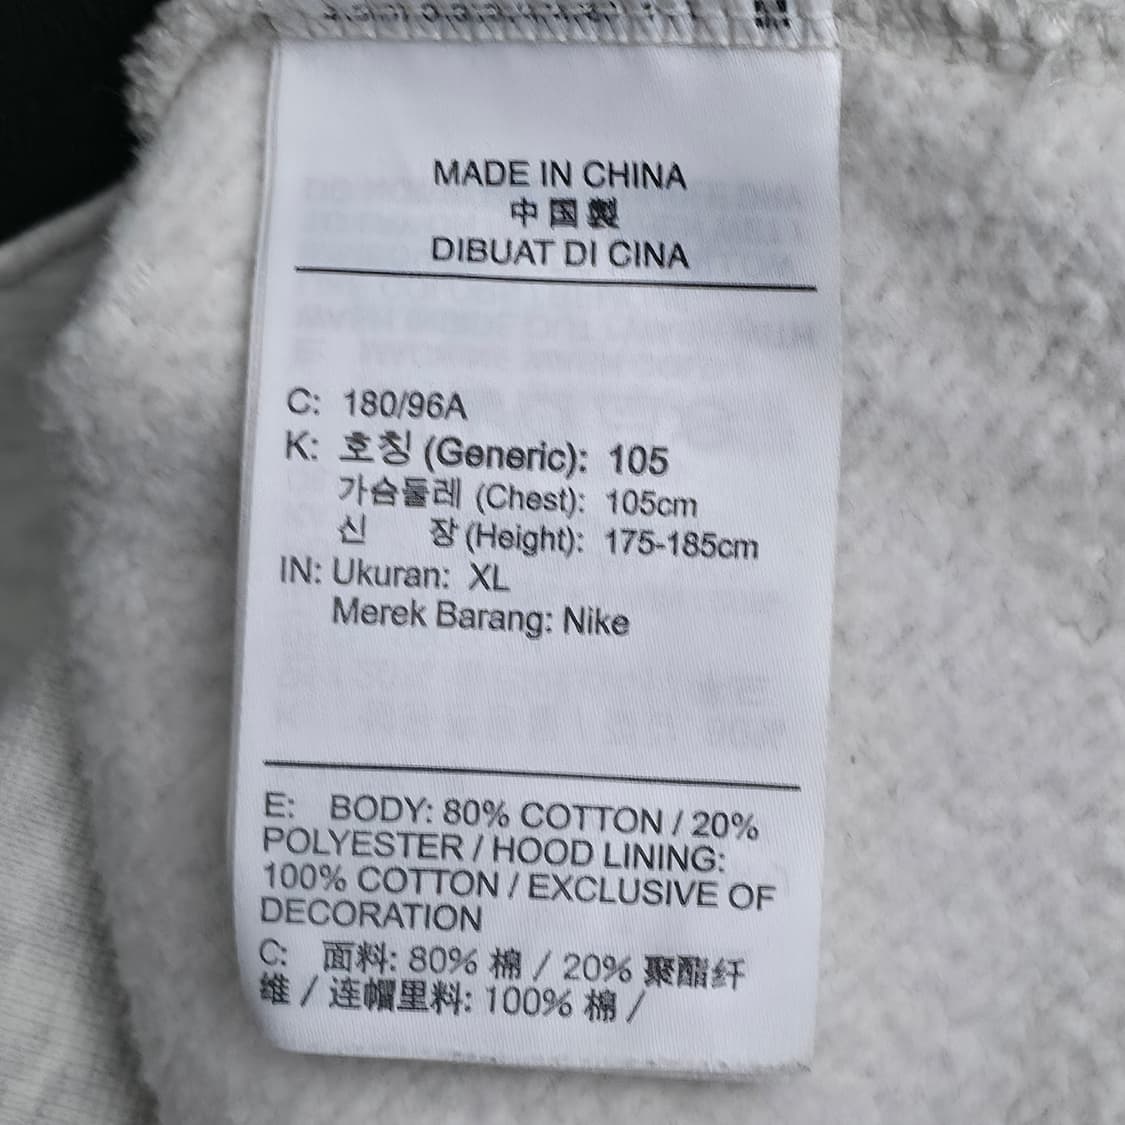 MADE IN CHINA
中国製
DIBUAT DI CINA
C: 180/96A
K: 호칭 (Generic): 105
가슴둘레 (Chest): 105cm
신 장 (Height): 175-185cm
IN: Ukuran: XL
Merek Barang: Nike
E: BODY: 80% COTTON / 20%
POLYESTER / HOOD LINING:
100% COTTON / EXCLUSIVE OF
DECORATION
C: 面料: 80% 棉 / 20% 聚酯纤
维 / 连帽里料: 100% 棉 /